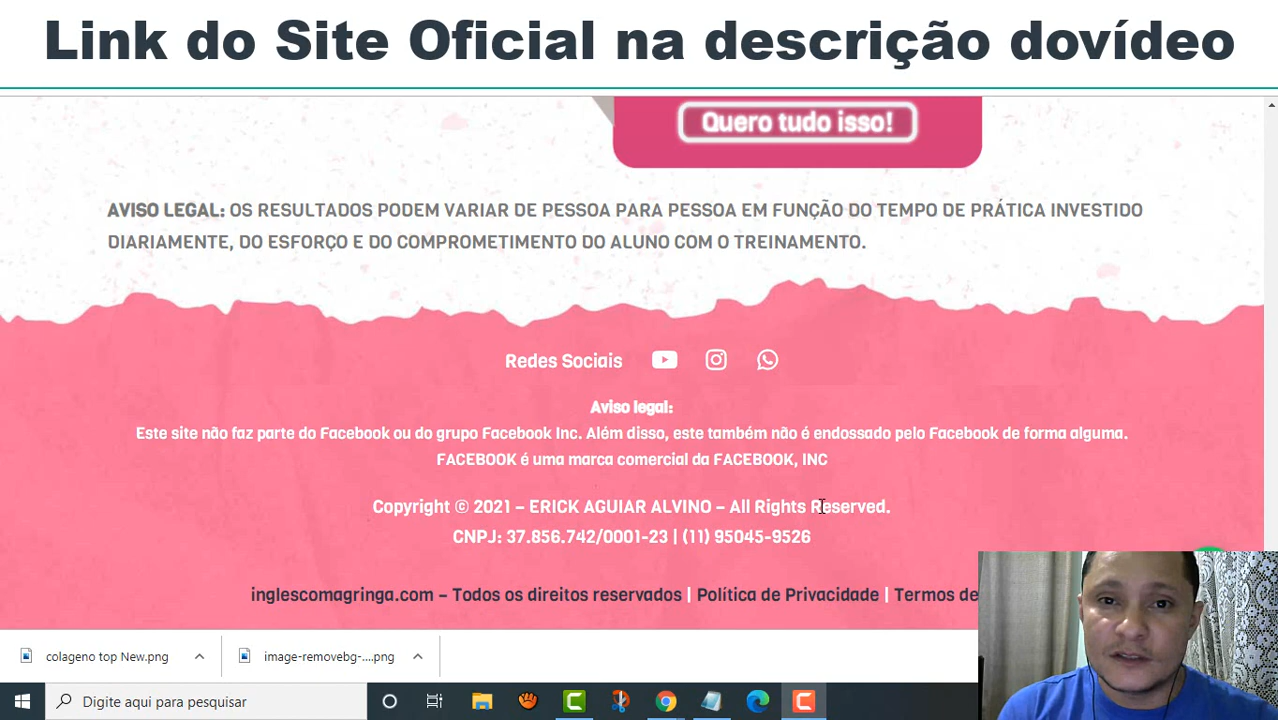 Link do Site Oficial na descrição dovídeo
Quero tudo isso!
AVISO LEGAL: OS RESULTADOS PODEM VARIAR DE PESSOA PARA PESSOA EM FUNÇÃO DO TEMPO DE PRÁTICA INVESTIDO
DIARIAMENTE, DO ESFORÇO E DO COMPROMETIMENTO DO ALUNO COM O TREINAMENTO.
Redes Sociais
Aviso legal:
Este site não faz parte do Facebook ou do grupo Facebook Inc. Além disso, este também não é endossado pelo Facebook de forma alguma.
FACEBOOK é uma marca comercial da FACEBOOK, INC
Copyright © 2021 – ERICK AGUIAR ALVINO – All Rights Reserved.
CNPJ: 37.856.742/0001-23 | (11) 95045-9526
inglescomagringa.com – Todos os direitos reservados | Política de Privacidade | Termos de
colageno top New.png
image-removebg-....png
Digite aqui para pesquisar